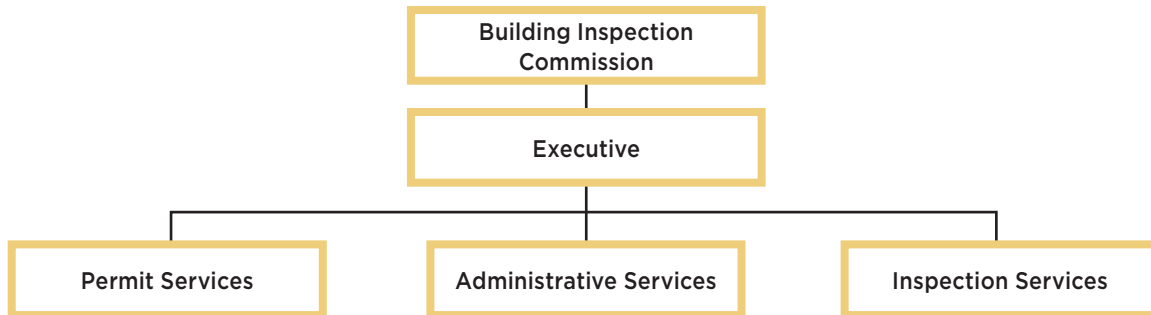 Building Inspection
Commission
Executive
Permit Services
Administrative Services
Inspection Services